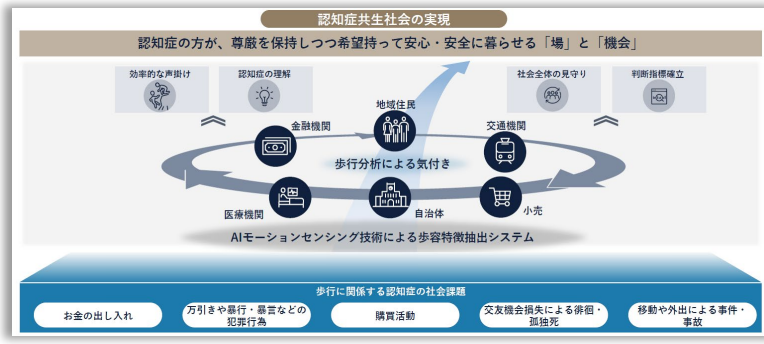 認知症共生社会の実現
認知症の方が、尊厳を保持しつつ希望持って安心・安全に暮らせる「場」と「機会」
効率的な声掛け
認知症の理解
社会全体の見守り
判断指標確立
地域住民
金融機関
交通機関
歩行分析による気付き
医療機関
自治体
小売
AIモーションセンシング技術による歩容特徴抽出システム
歩行に関する認知症の社会課題
お金の出し入れ
万引きや暴行・暴言などの
犯罪行為
購買活動
交友機会損失による徘徊・
孤独死
移動や外出による事件・
事故